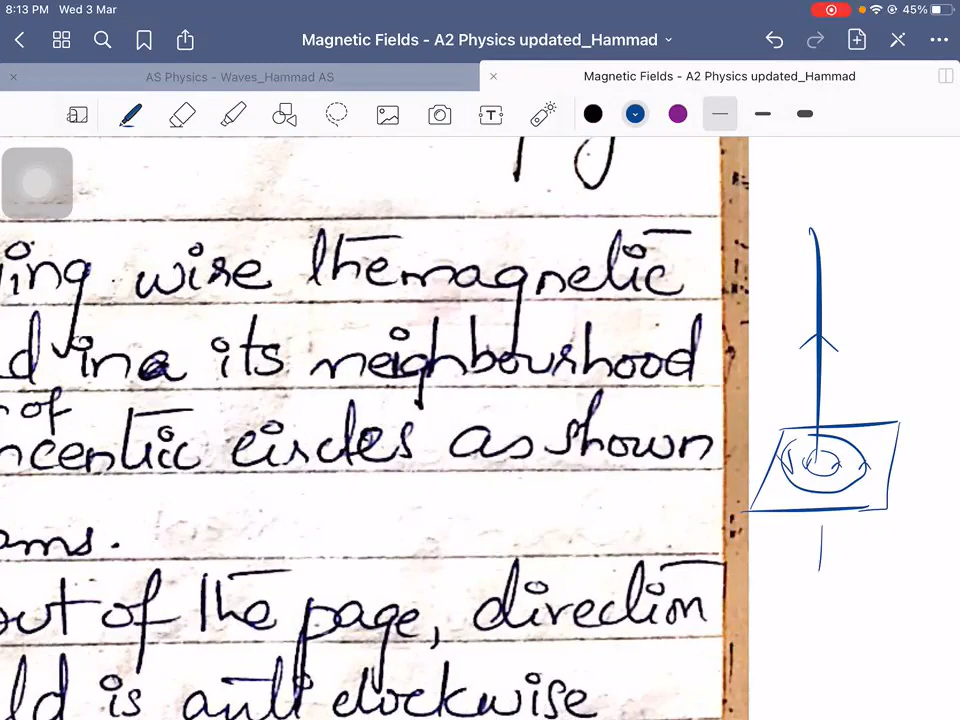 8:13 PM Wed 3 Mar
45%
Magnetic Fields - A2 Physics updated_Hammad
AS Physics - Waves_Hammad AS
Magnetic Fields - A2 Physics updated_Hammad
ing wire the magnetic
d in a its neighbourhood
of
ncentric circles as shown
ams.
out of the page, direction
ld is anti clockwise